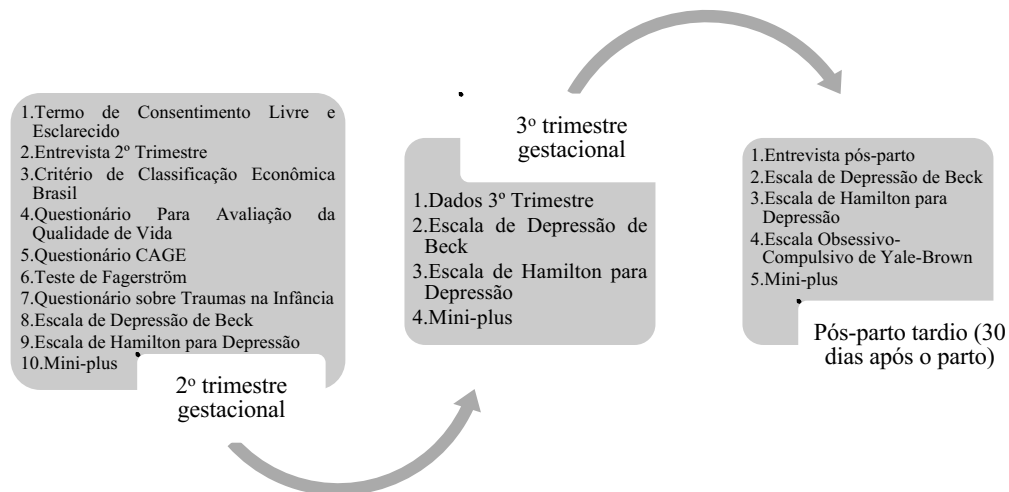 1.Termo de Consentimento Livre e
Esclarecido
2.Entrevista 2º Trimestre
3.Critério de Classificação Econômica
Brasil
4.Questionário Para Avaliação da
Qualidade de Vida
5.Questionário CAGE
6.Teste de Fagerström
7.Questionário sobre Traumas na Infância
8.Escala de Depressão de Beck
9.Escala de Hamilton para Depressão
10.Mini-plus
2º trimestre
gestacional
3º trimestre
gestacional
1.Dados 3º Trimestre
2.Escala de Depressão de
Beck
3.Escala de Hamilton para
Depressão
4.Mini-plus
1.Entrevista pós-parto
2.Escala de Depressão de Beck
3.Escala de Hamilton para
Depressão
4.Escala Obsessivo-
Compulsivo de Yale-Brown
5.Mini-plus
Pós-parto tardio (30
dias após o parto)